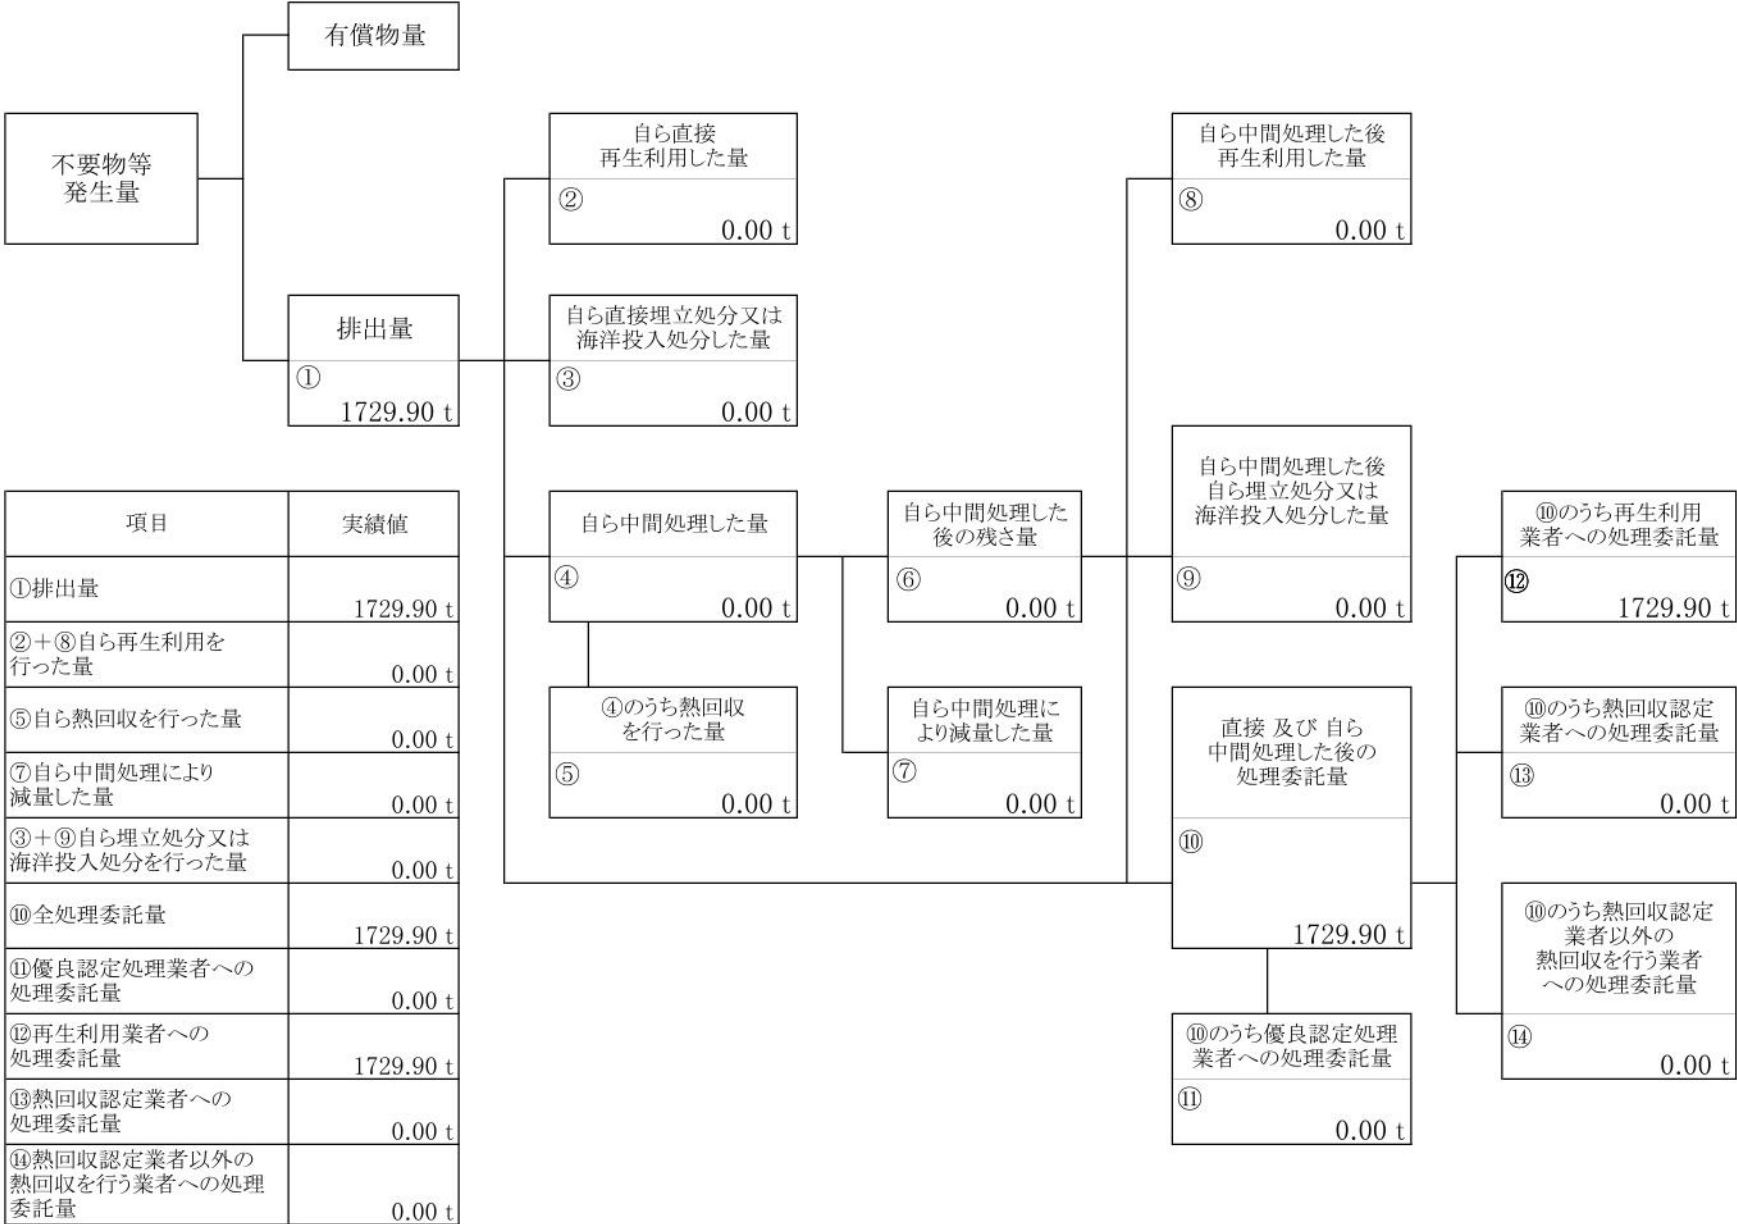 有償物量
不要物等
発生量
自ら直接
再生利用した量
②
0.00 t
自ら中間処理した後
再生利用した量
⑧
0.00 t
排出量
①
1729.90 t
自ら直接埋立処分又は
海洋投入処分した量
③
0.00 t
自ら中間処理した量
④
0.00 t
自ら中間処理した
後の残さ量
⑥
0.00 t
自ら中間処理した後
自ら埋立処分又は
海洋投入処分した量
⑨
0.00 t
⑩のうち再生利用
業者への処理委託量
⑫
1729.90 t
④のうち熱回収
を行った量
⑤
0.00 t
自ら中間処理に
より減量した量
⑦
0.00 t
直接 及び 自ら
中間処理した後の
処理委託量
⑩
1729.90 t
⑩のうち熱回収認定
業者への処理委託量
⑬
0.00 t
⑩のうち熱回収認定
業者以外の
熱回収を行う業者
への処理委託量
⑭
0.00 t
⑩のうち優良認定処理
業者への処理委託量
⑪
0.00 t
項目 実績値
①排出量
1729.90 t
②＋⑧自ら再生利用を
行った量
0.00 t
⑤自ら熱回収を行った量
0.00 t
⑦自ら中間処理により
減量した量
0.00 t
③＋⑨自ら埋立処分又は
海洋投入処分を行った量
0.00 t
⑩全処理委託量
1729.90 t
⑪優良認定処理業者への
処理委託量
0.00 t
⑫再生利用業者への
処理委託量
1729.90 t
⑬熱回収認定業者への
処理委託量
0.00 t
⑭熱回収認定業者以外の
熱回収を行う業者への処理
委託量
0.00 t